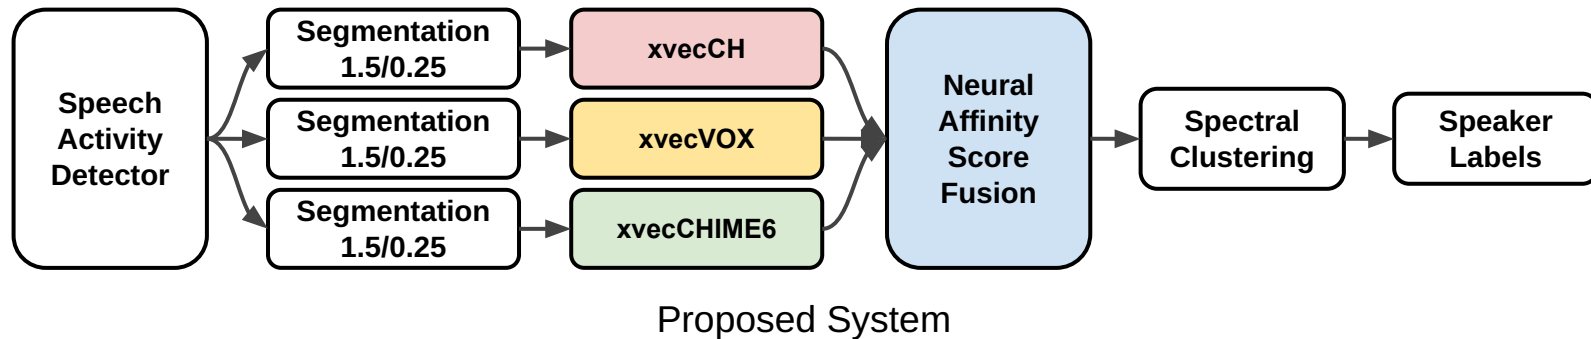 Speech
Activity
Detector
Segmentation
1.5/0.25
xvecCH
Segmentation
1.5/0.25
xvecVOX
Segmentation
1.5/0.25
xvecCHIME6
Neural
Affinity
Score
Fusion
Spectral
Clustering
Speaker
Labels
Proposed System